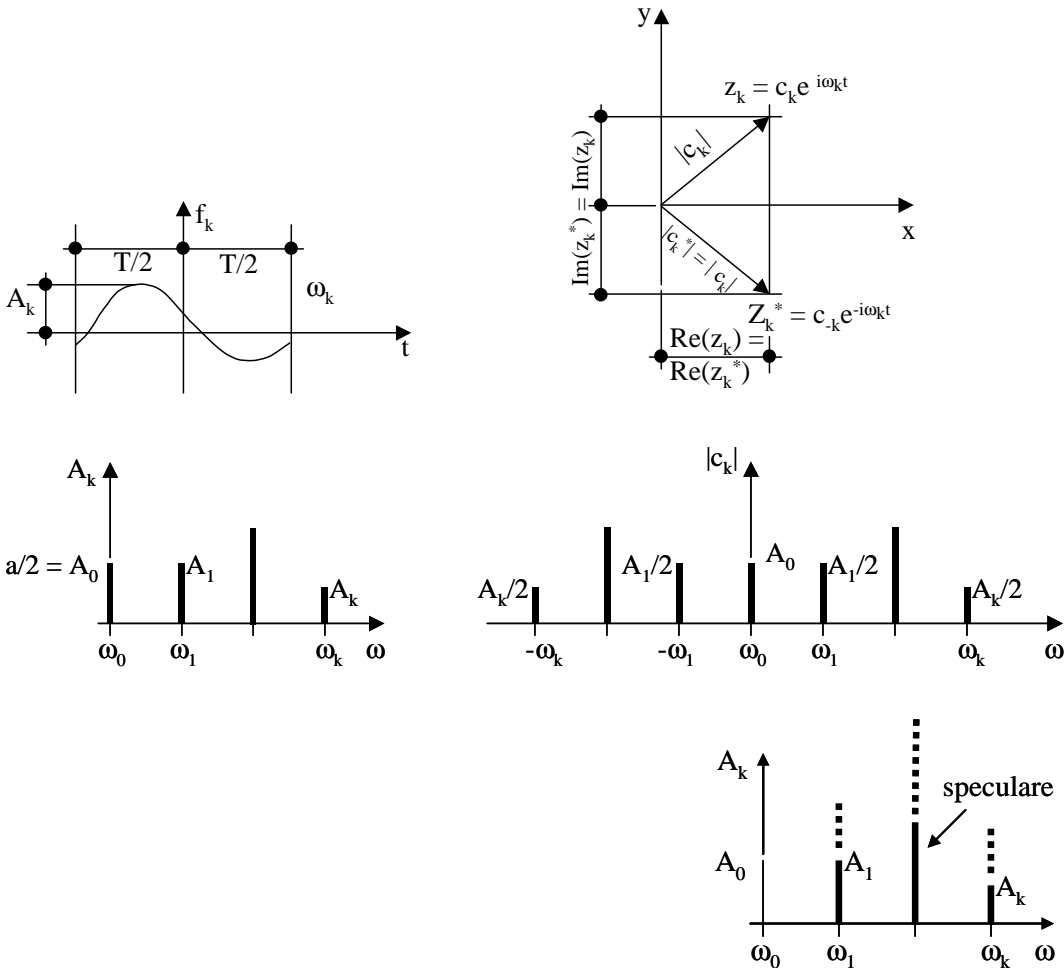 f_k
T/2 T/2
A_k
ω_k
t
y
z_k = c_k e^{iω_k t}
|c_k|
Im(z_k^*) = Im(z_k)
x
|c_k^*| = |c_k|
Z_k^* = c_{-k} e^{-iω_k t}
Re(z_k) =
Re(z_k^*)
A_k
a/2 = A_0 A_1 A_k
ω_0 ω_1 ω_k ω
|c_k|
A_k/2 A_1/2 A_0 A_1/2 A_k/2
-ω_k -ω_1 ω_0 ω_1 ω_k ω
A_k
speculare
A_0 A_1 A_k
ω_0 ω_1 ω_k ω